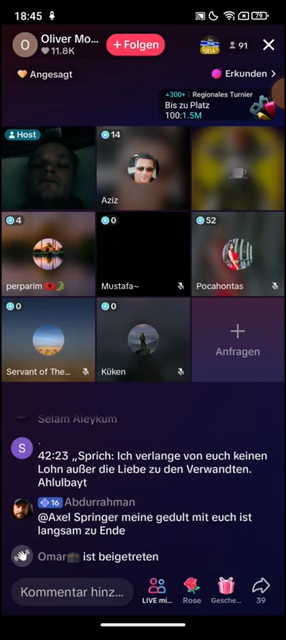 18:45
79
Oliver Mo...
11.8K
+ Folgen
91
Angesagt
Erkunden >
+300+ Regionales Turnier
Bis zu Platz
100:1.5M
Host
14
Aziz
4
perparim
0
Mustafa~
52
Pocahontas
0
Servant of The...
0
Küken
Anfragen
Selam Aleykum
S
.
42:23 „Sprich: Ich verlange von euch keinen
Lohn außer die Liebe zu den Verwandten.
Ahlulbayt
16 Abdurrahman
@Axel Springer meine gedult mit euch ist
langsam zu Ende
Omar ist beigetreten
Kommentar hinz...
LIVE mi...
Rose
Gesche...
39